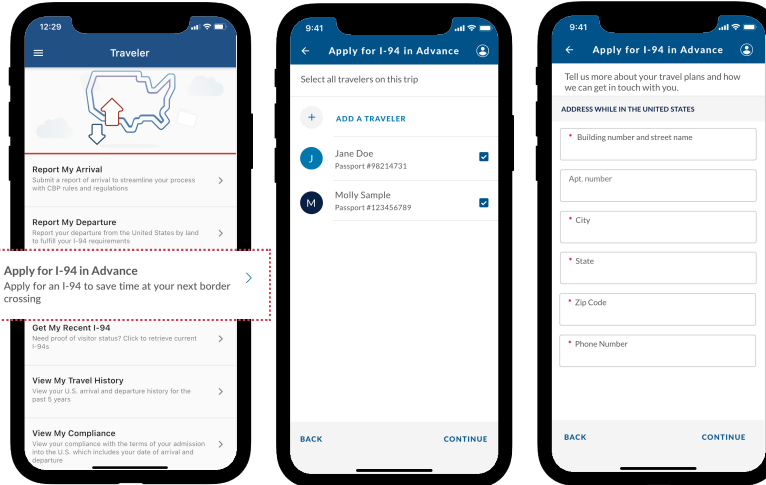 12:29
Traveler
Report My Arrival
Submit a report of arrival to streamline your process
with CBP rules and regulations
Report My Departure
Report your departure from the United States by land
to fulfill your I-94 requirements
Apply for I-94 in Advance
Apply for an I-94 to save time at your next border
crossing
Get My Recent I-94
Need proof of visitor status? Click to retrieve current
I-94s
View My Travel History
View your U.S. arrival and departure history for the
past 5 years
View My Compliance
View your compliance with the terms of your admission
into the U.S. which includes your date of arrival and
departure
9:41
Apply for I-94 in Advance
Select all travelers on this trip
+ ADD A TRAVELER
J
Jane Doe
Passport #98214731
M
Molly Sample
Passport #123456789
BACK CONTINUE
9:41
Apply for I-94 in Advance
Tell us more about your travel plans and how
we can get in touch with you.
ADDRESS WHILE IN THE UNITED STATES
* Building number and street name
Apt. number
* City
* State
* Zip Code
* Phone Number
BACK CONTINUE